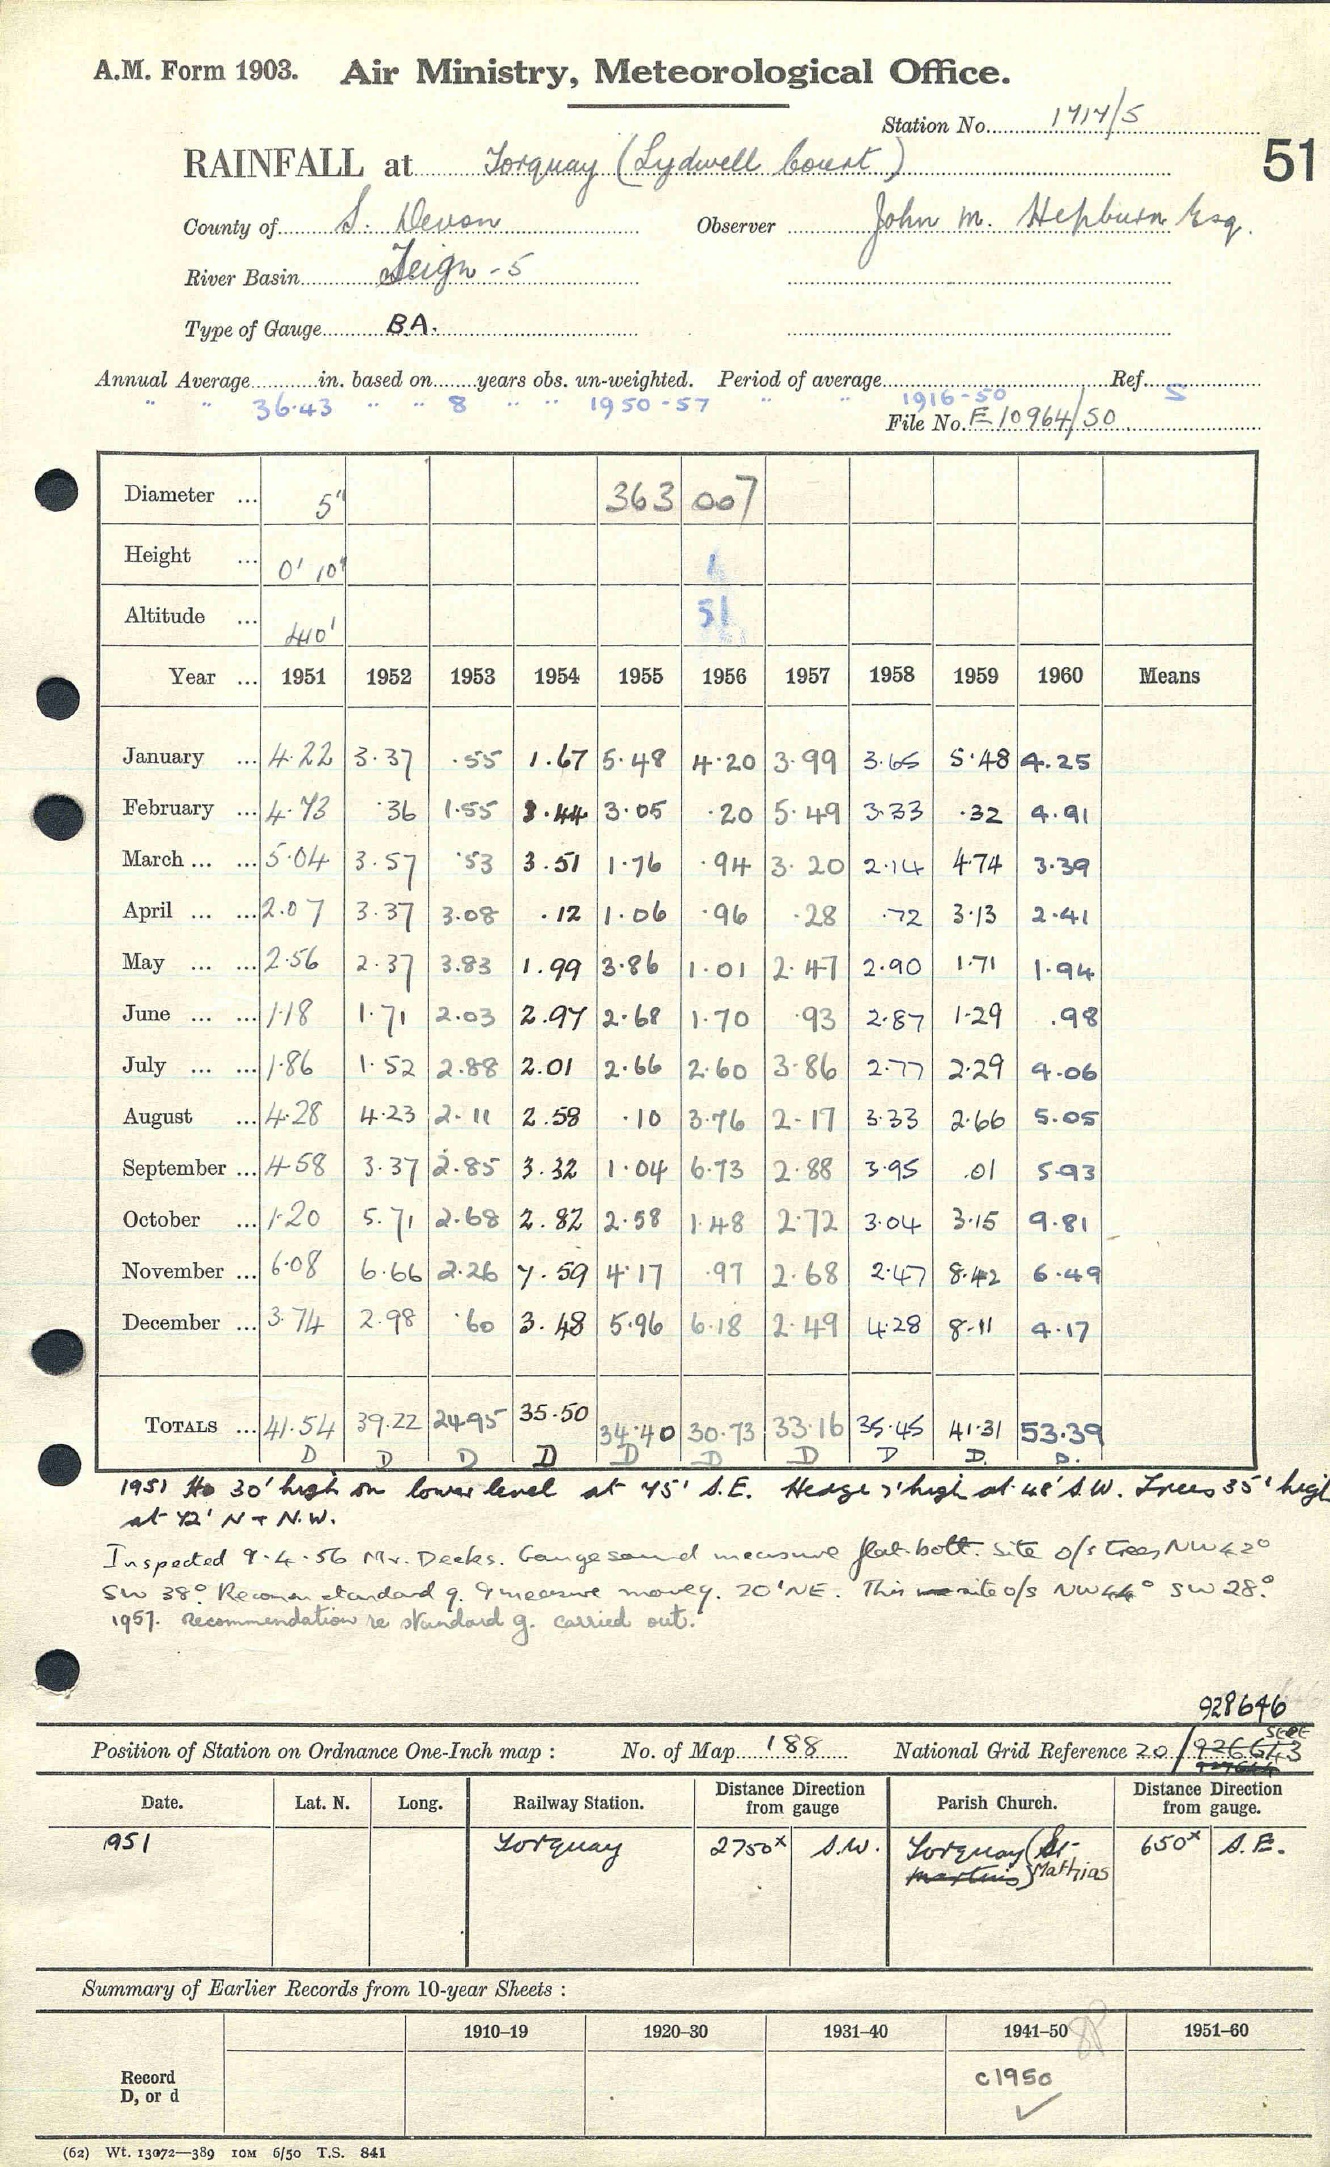 A.M. Form 1903. Air Ministry, Meteorological Office.
Station No. 1717/5
51
RAINFALL at Torquay (Lydwell Court)
County of S. Devon Observer John M. Hepburn Esq.
River Basin Teign - 5
Type of Gauge BA.
Annual Average in. based on years obs. un-weighted. Period of average Ref.
" " 36.43 " " 8 " " 1950-57 " " 1916-50 S
File No. E10964/50
Diameter ... 5" 363 007
Height ... 0' 10" 1
Altitude ... 410' 51
Year ... 1951 1952 1953 1954 1955 1956 1957 1958 1959 1960 Means
January ... 4.22 3.37 .55 1.67 5.48 4.20 3.99 3.65 5.48 4.25
February ... 4.73 .36 1.55 3.44 3.05 .20 5.49 3.33 .32 4.91
March ... ... 5.04 3.57 .53 3.51 1.76 .94 3.20 2.14 4.74 3.39
April ... ... 2.07 3.37 3.08 .12 1.06 .96 .28 .72 3.13 2.41
May ... ... 2.56 2.37 3.83 1.99 3.86 1.01 2.47 2.90 1.71 1.94
June ... ... 1.18 1.71 2.03 2.97 2.68 1.70 .93 2.87 1.29 .98
July ... ... 1.86 1.52 2.88 2.01 2.66 2.60 3.86 2.77 2.29 4.06
August ... 4.28 4.23 2.11 2.58 .10 3.76 2.17 3.33 2.66 5.05
September ... 4.58 3.37 2.85 3.32 1.04 6.73 2.88 3.95 .01 5.93
October ... 1.20 5.71 2.68 2.82 2.58 1.48 2.72 3.04 3.15 9.81
November ... 6.08 6.66 2.26 7.59 4.17 .97 2.68 2.47 8.42 6.49
December ... 3.74 2.98 .60 3.48 5.96 6.18 2.49 4.28 8.11 4.17
TOTALS ... 41.54 39.22 24.95 35.50 34.40 30.73 33.16 35.45 41.31 53.39
D D D D D D D D D. D.
1951 Ho 30' high on lower level at 75' S.E. Hedge 7' high at 48' S.W. Trees 35' high
at 72' N + N.W.
Inspected 9.4.56 Mr. Deeks. Gauge sound measure flat bott. Site o/s trees NW 42°
SW 38°. Recomm standard g. & measure moving. 20' NE. This site o/s NW 44° SW 28°.
1957. Recommendation re standard g. carried out.
928646
Position of Station on Ordnance One-Inch map : No. of Map 188 National Grid Reference 20/926643
Date. Lat. N. Long. Railway Station. Distance from gauge Direction Parish Church. Distance from gauge. Direction
1951 Torquay 2750x S.W. Torquay (St. Martins) Mathias 650x S.E.
Summary of Earlier Records from 10-year Sheets :
1910–19 1920–30 1931–40 1941–50 1951–60
Record
D, or d
c1950
(62) Wt. 13072—389 10M 6/50 T.S. 841